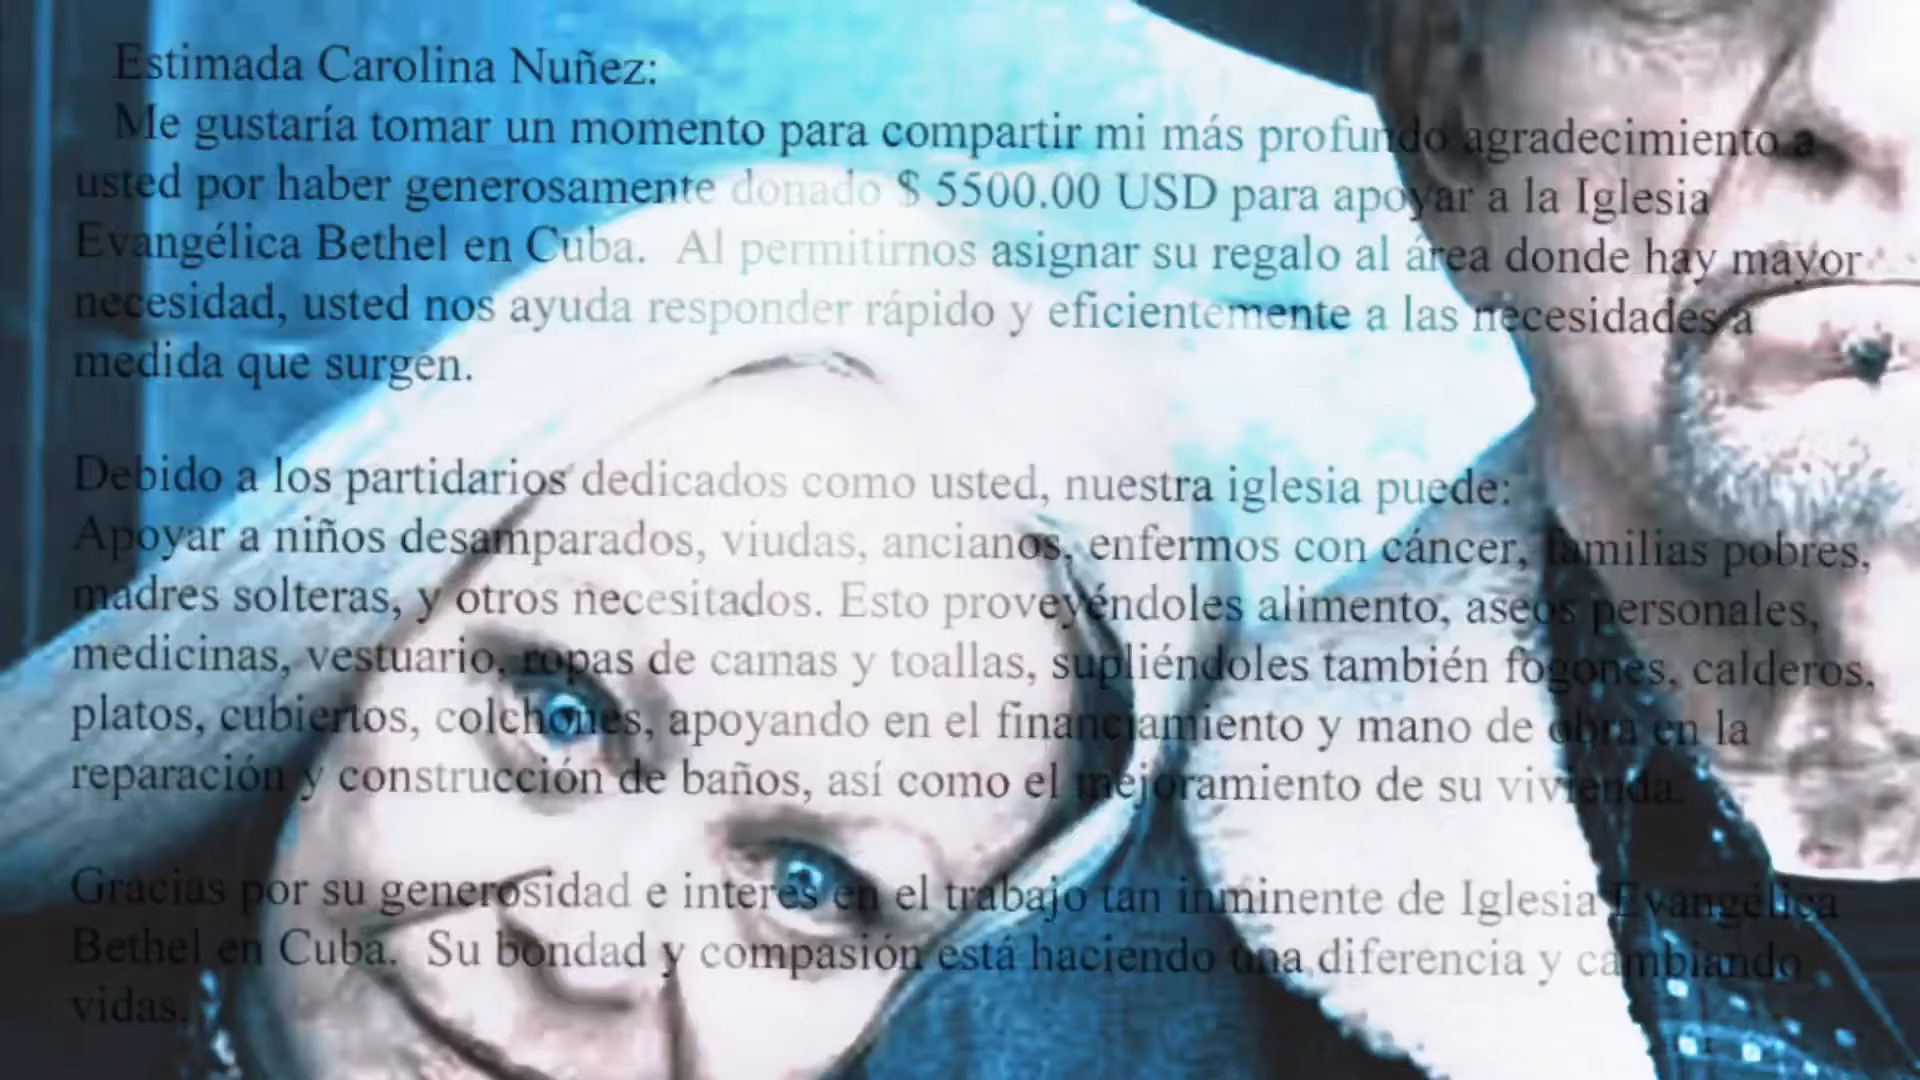 Estimada Carolina Nuñez:
Me gustaría tomar un momento para compartir mi más profundo agradecimiento a
usted por haber generosamente donado $ 5500.00 USD para apoyar a la Iglesia
Evangélica Bethel en Cuba. Al permitirnos asignar su regalo al área donde hay mayor
necesidad, usted nos ayuda responder rápido y eficientemente a las necesidades a
medida que surgen.
Debido a los partidarios dedicados como usted, nuestra iglesia puede:
Apoyar a niños desamparados, viudas, ancianos, enfermos con cáncer, familias pobres,
madres solteras, y otros necesitados. Esto proveyéndoles alimento, aseos personales,
medicinas, vestuario, ropas de camas y toallas, supliéndoles también fogones, calderos,
platos, cubiertos, colchones, apoyando en el financiamiento y mano de obra en la
reparación y construcción de baños, así como el mejoramiento de su vivienda.
Gracias por su generosidad e interés en el trabajo tan inminente de Iglesia Evangélica
Bethel en Cuba. Su bondad y compasión está haciendo una diferencia y cambiando
vidas.